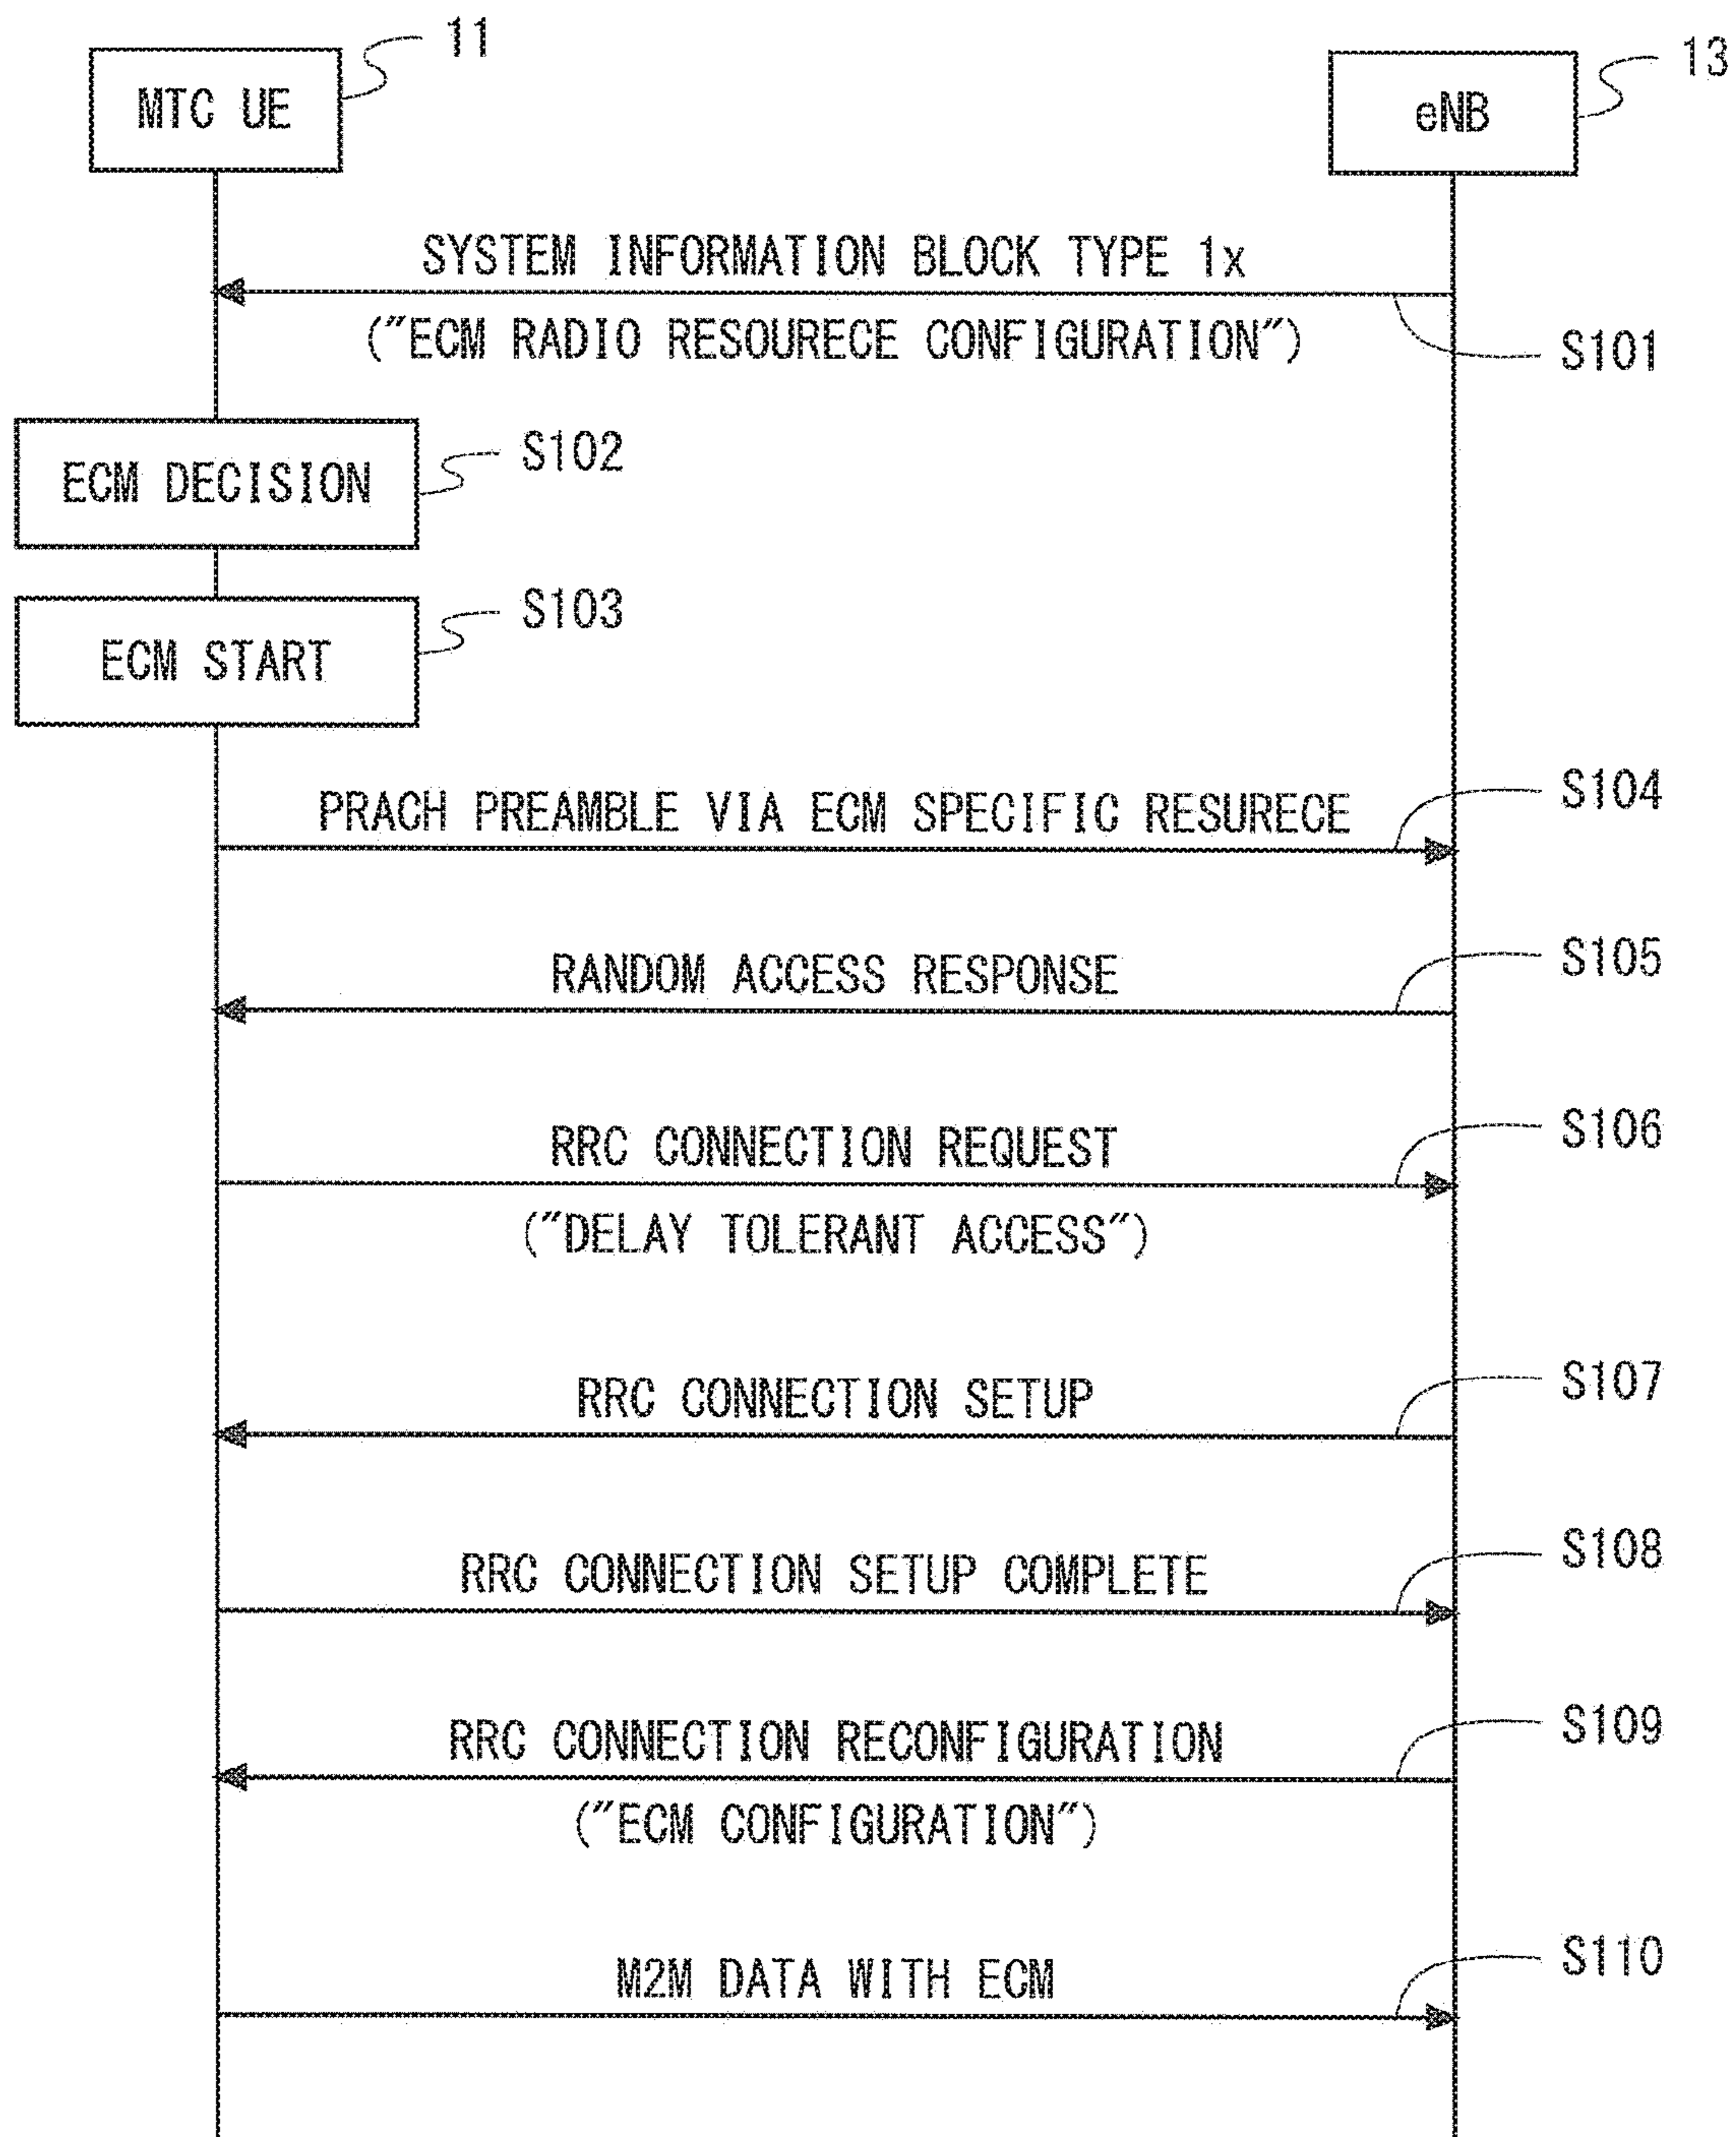 11
13
MTC UE
eNB
SYSTEM INFORMATION BLOCK TYPE 1x
("ECM RADIO RESOURECE CONFIGURATION")
S101
ECM DECISION
S102
ECM START
S103
PRACH PREAMBLE VIA ECM SPECIFIC RESURECE
S104
RANDOM ACCESS RESPONSE
S105
RRC CONNECTION REQUEST
S106
("DELAY TOLERANT ACCESS")
RRC CONNECTION SETUP
S107
RRC CONNECTION SETUP COMPLETE
S108
RRC CONNECTION RECONFIGURATION
S109
("ECM CONFIGURATION")
M2M DATA WITH ECM
S110